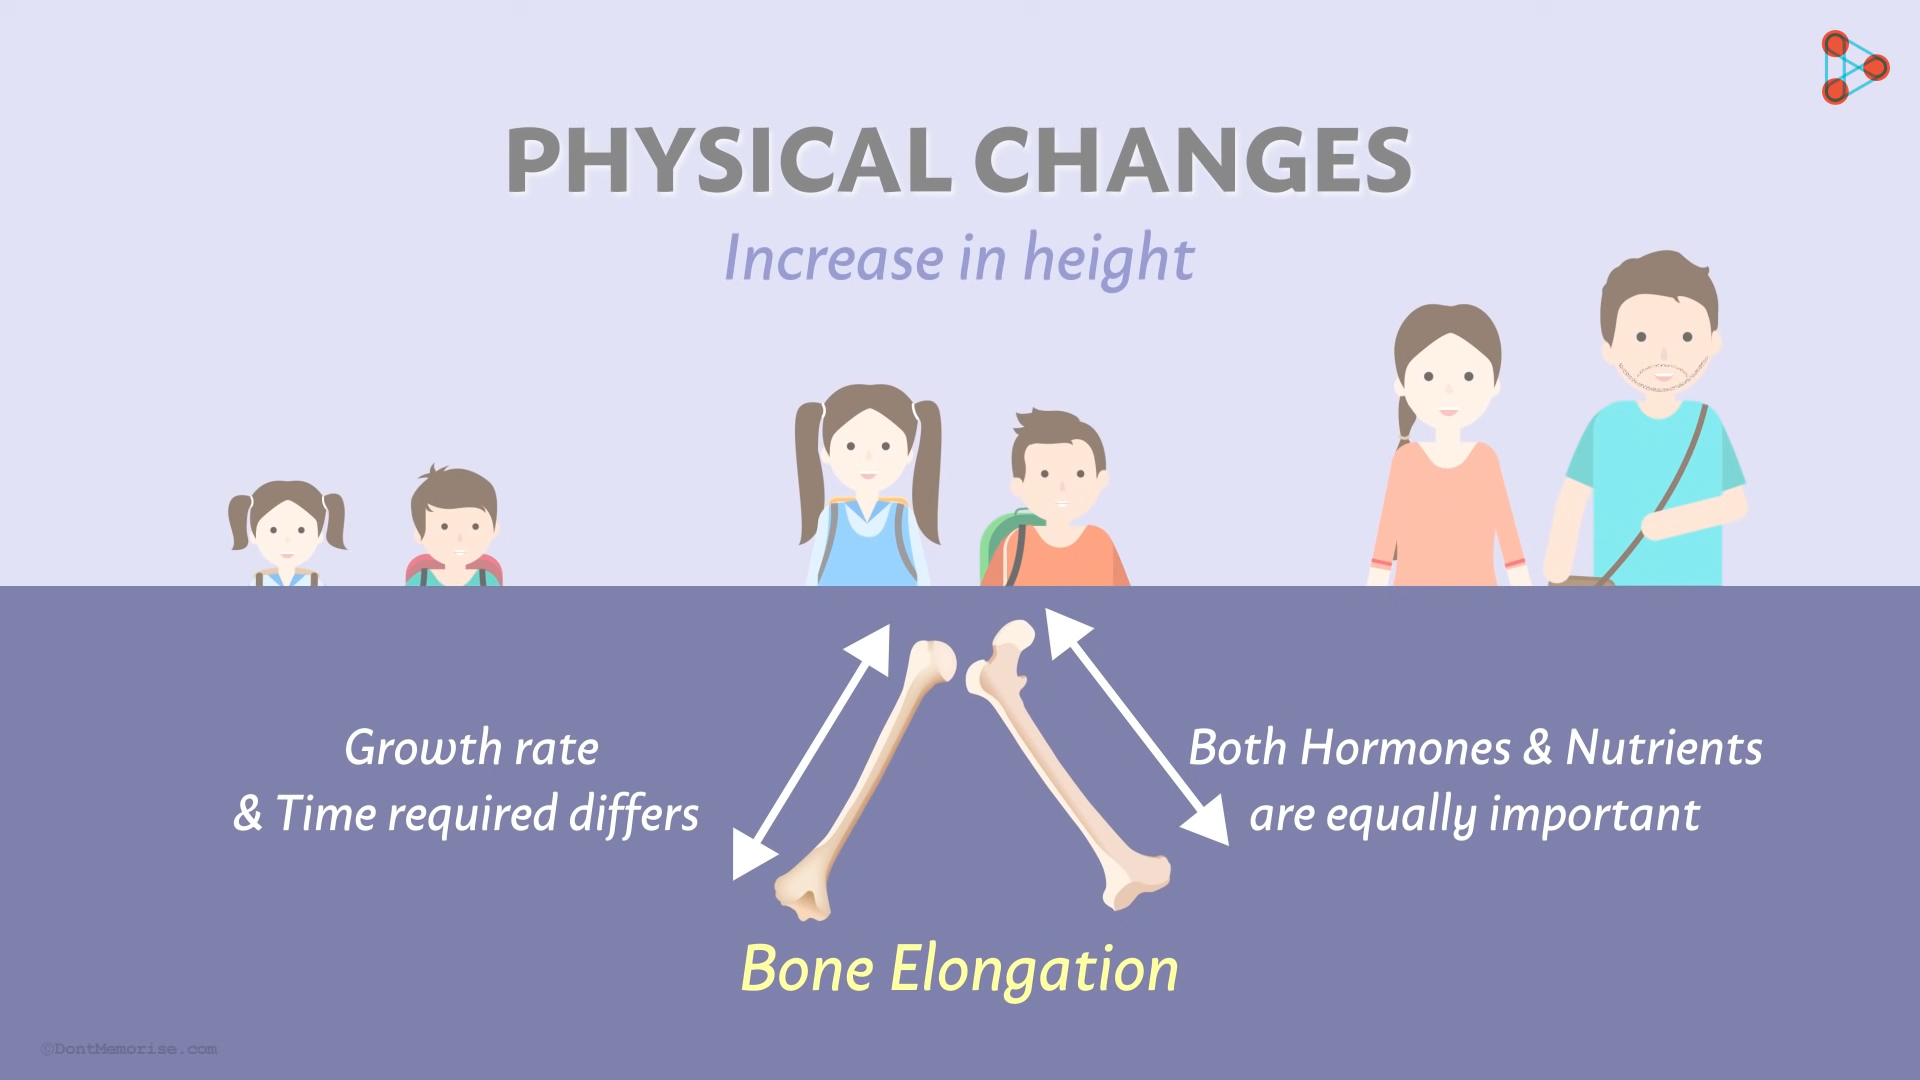 PHYSICAL CHANGES
Increase in height
Growth rate
& Time required differs
Both Hormones & Nutrients
are equally important
Bone Elongation
©DontMemorise.com